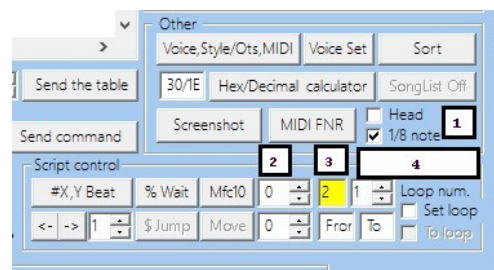 Other
Voice,Style/Ots,MIDI Voice Set Sort
Send the table 30/1E Hex/Decimal calculator SongList Off
Send command Screenshot MIDI FNR Head
1/8 note 1
Script control 2 3 4
#X,Y Beat % Wait Mfc10 0 2 1 Loop num.
Set loop
<- -> 1 $ Jump Move 0 Fror To To loop